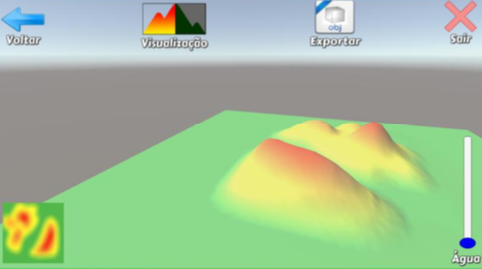 Voltar
Visualização
obj
Exportar
Sair
Água